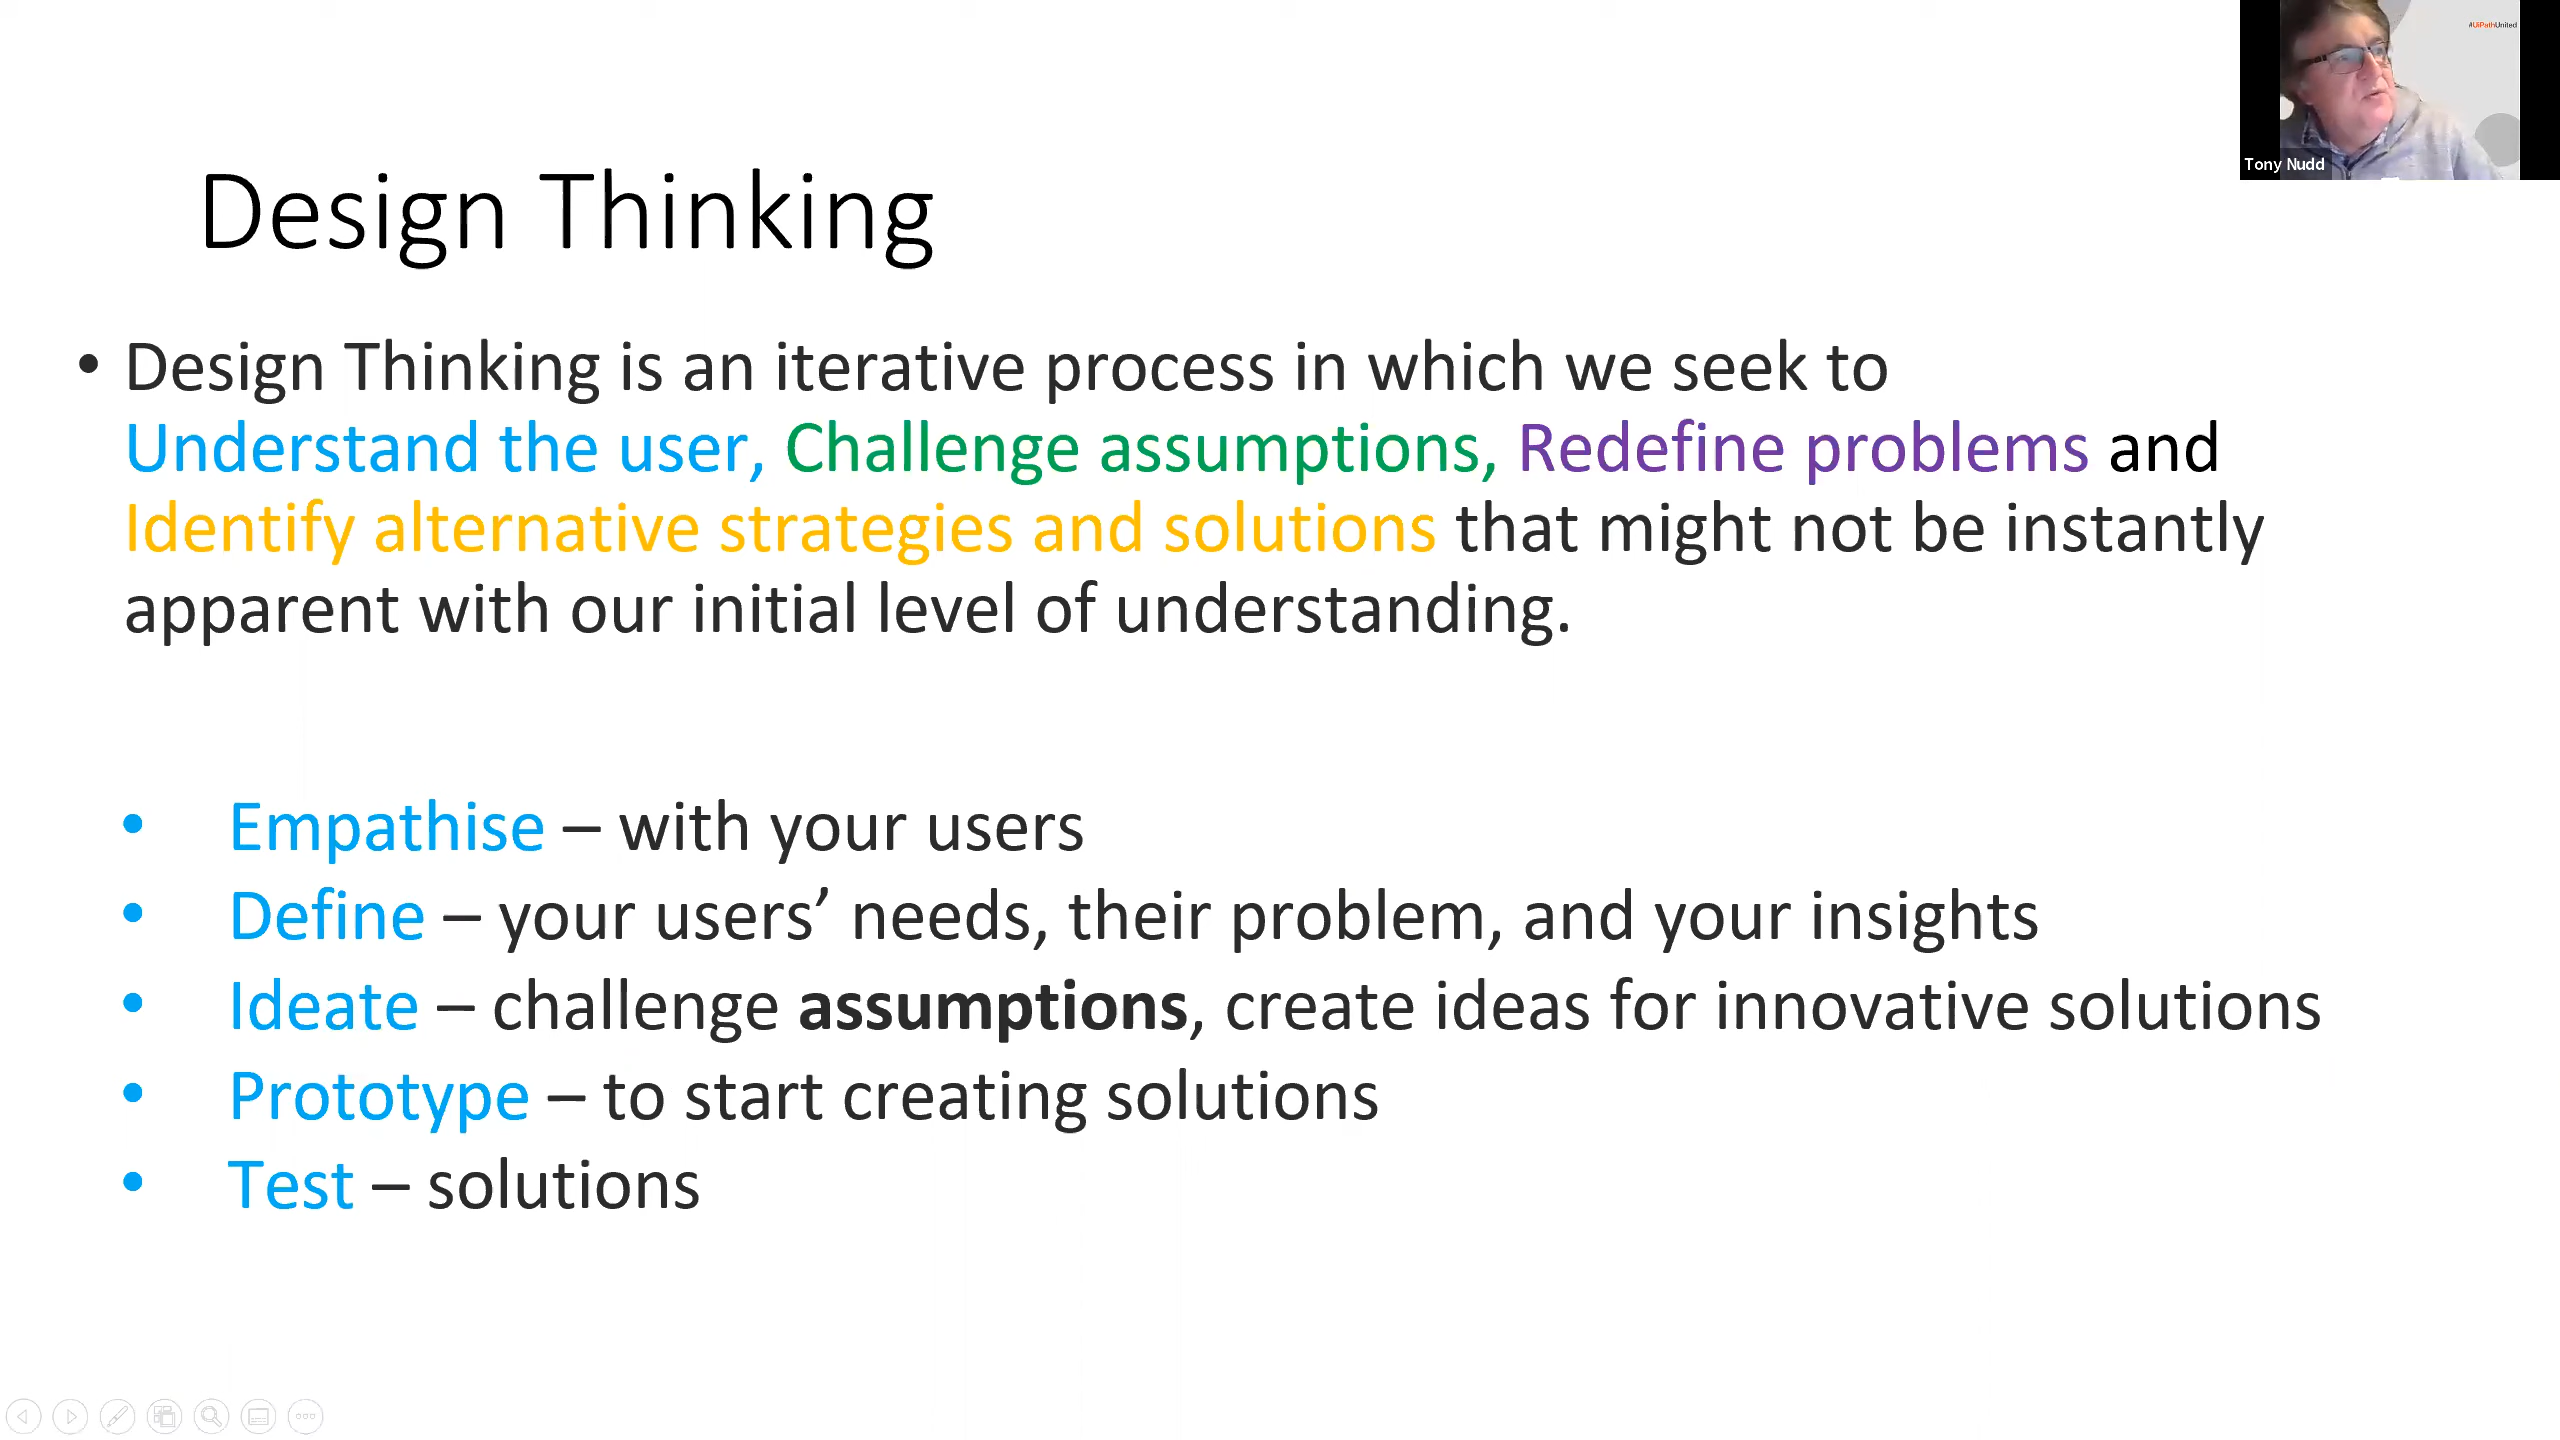 #UiPathUnited
Tony Nudd
Design Thinking
• Design Thinking is an iterative process in which we seek to
Understand the user, Challenge assumptions, Redefine problems and
Identify alternative strategies and solutions that might not be instantly
apparent with our initial level of understanding.
• Empathise – with your users
• Define – your users’ needs, their problem, and your insights
• Ideate – challenge assumptions, create ideas for innovative solutions
• Prototype – to start creating solutions
• Test – solutions